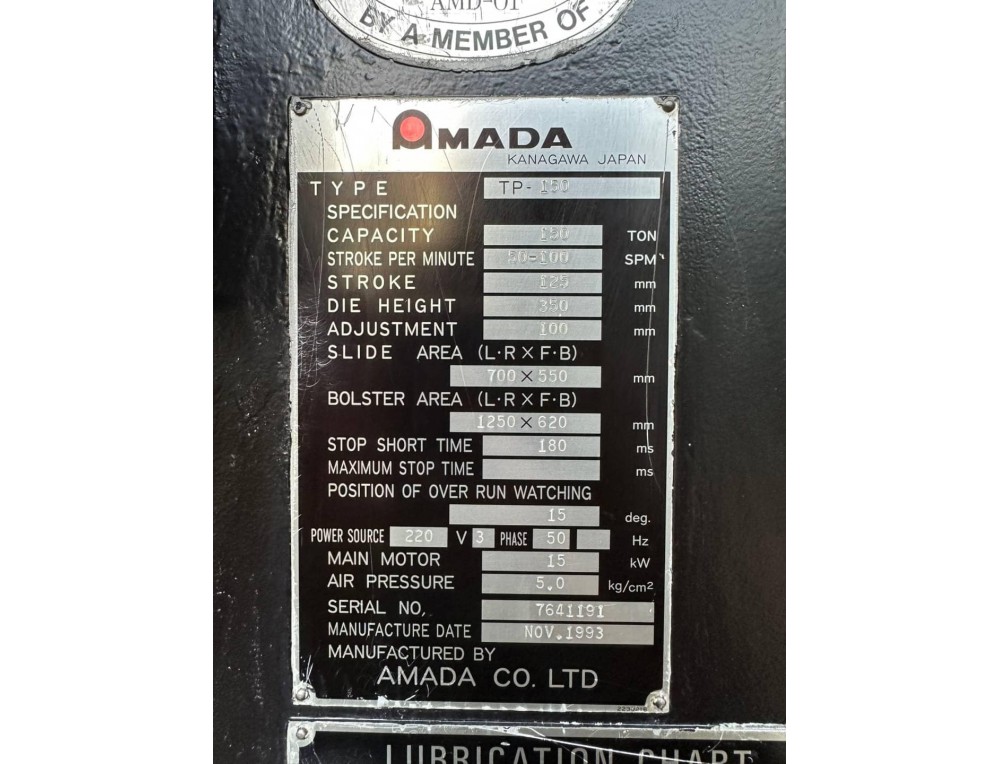 AMD-01
BY A MEMBER OF
AMADA
KANAGAWA JAPAN
TYPE TP-150
SPECIFICATION
CAPACITY 150 TON
STROKE PER MINUTE 50-100 SPM
STROKE 125 mm
DIE HEIGHT 350 mm
ADJUSTMENT 100 mm
SLIDE AREA (L·R×F·B)
700×550 mm
BOLSTER AREA (L·R×F·B)
1250×620 mm
STOP SHORT TIME 180 ms
MAXIMUM STOP TIME ms
POSITION OF OVER RUN WATCHING
15 deg.
POWER SOURCE 220 V 3 PHASE 50 Hz
MAIN MOTOR 15 kW
AIR PRESSURE 5.0 kg/cm²
SERIAL NO, 7641191
MANUFACTURE DATE NOV.1993
MANUFACTURED BY
AMADA CO. LTD
LUBRICATION CHART